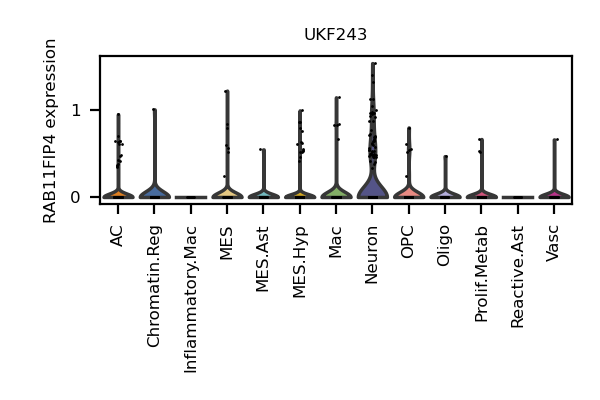 UKF243
RAB11FIP4 expression
1
0
AC
Chromatin.Reg
Inflammatory.Mac
MES
MES.Ast
MES.Hyp
Mac
Neuron
OPC
Oligo
Prolif.Metab
Reactive.Ast
Vasc